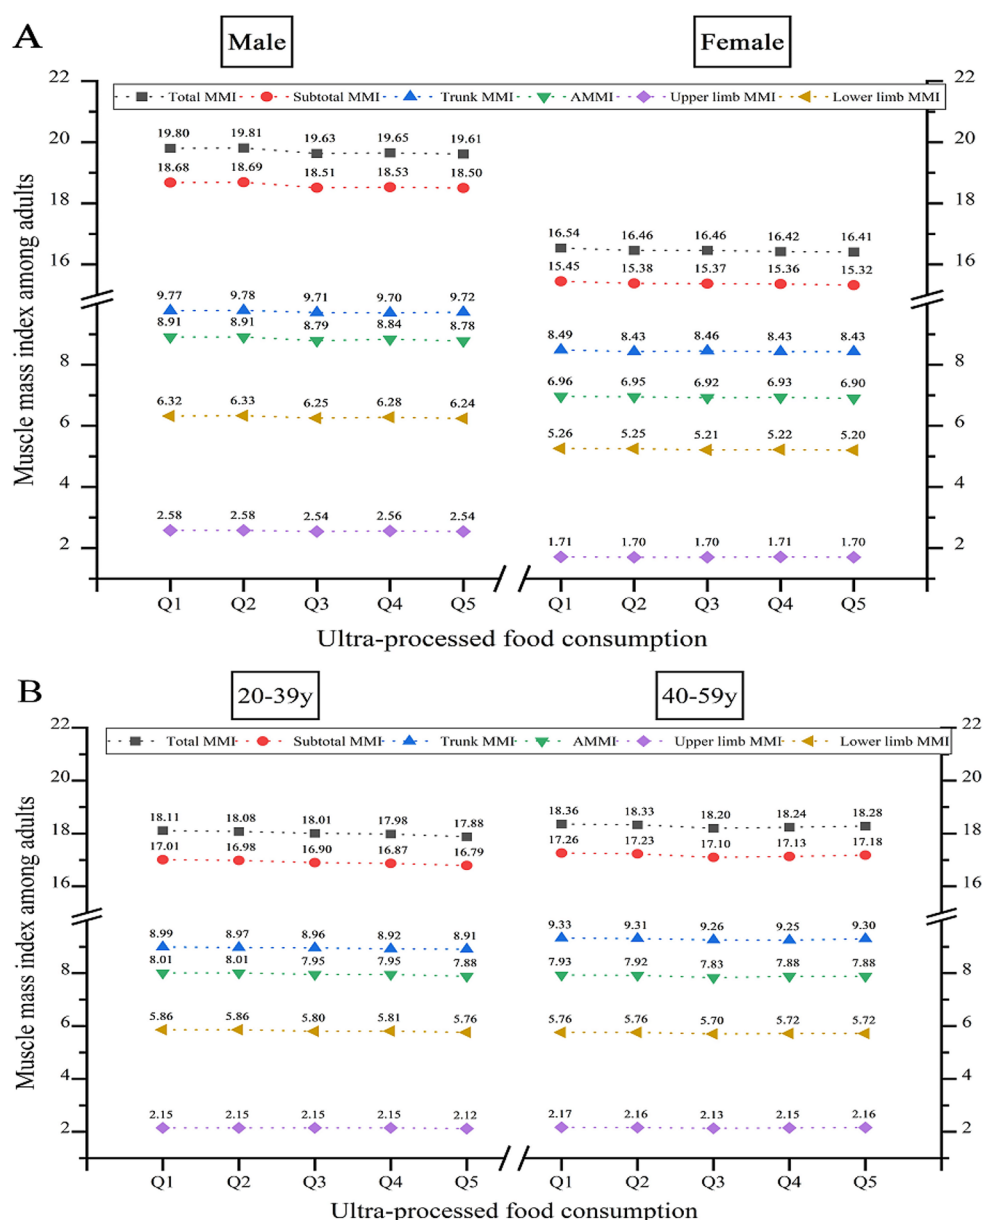 A
Male Female
22 22
Total MMI Subtotal MMI Trunk MMI AMMI Upper limb MMI Lower limb MMI
20 20
19.80 19.81 19.63 19.65 19.61
18.68 18.69 18.51 18.53 18.50
18 18
16.54 16.46 16.46 16.42 16.41
16 16
15.45 15.38 15.37 15.36 15.32
9.77 9.78 9.71 9.70 9.72
8.91 8.91 8.79 8.84 8.78
8.49 8.43 8.46 8.43 8.43
8 8
6.96 6.95 6.92 6.93 6.90
6.32 6.33 6.25 6.28 6.24
6 6
5.26 5.25 5.21 5.22 5.20
4 4
2.58 2.58 2.54 2.56 2.54
2 2
1.71 1.70 1.70 1.71 1.70
Q1 Q2 Q3 Q4 Q5 Q1 Q2 Q3 Q4 Q5
Muscle mass index among adults
Ultra-processed food consumption
B
20-39y 40-59y
22 22
Total MMI Subtotal MMI Trunk MMI AMMI Upper limb MMI Lower limb MMI
20 20
18.11 18.08 18.01 17.98 17.88 18.36 18.33 18.20 18.24 18.28
18 18
17.01 16.98 16.90 16.87 16.79 17.26 17.23 17.10 17.13 17.18
16 16
8.99 8.97 8.96 8.92 8.91 9.33 9.31 9.26 9.25 9.30
8.01 8.01 7.95 7.95 7.88 7.93 7.92 7.83 7.88 7.88
8 8
5.86 5.86 5.80 5.81 5.76 5.76 5.76 5.70 5.72 5.72
6 6
4 4
2.15 2.15 2.15 2.15 2.12 2.17 2.16 2.13 2.15 2.16
2 2
Q1 Q2 Q3 Q4 Q5 Q1 Q2 Q3 Q4 Q5
Muscle mass index among adults
Ultra-processed food consumption